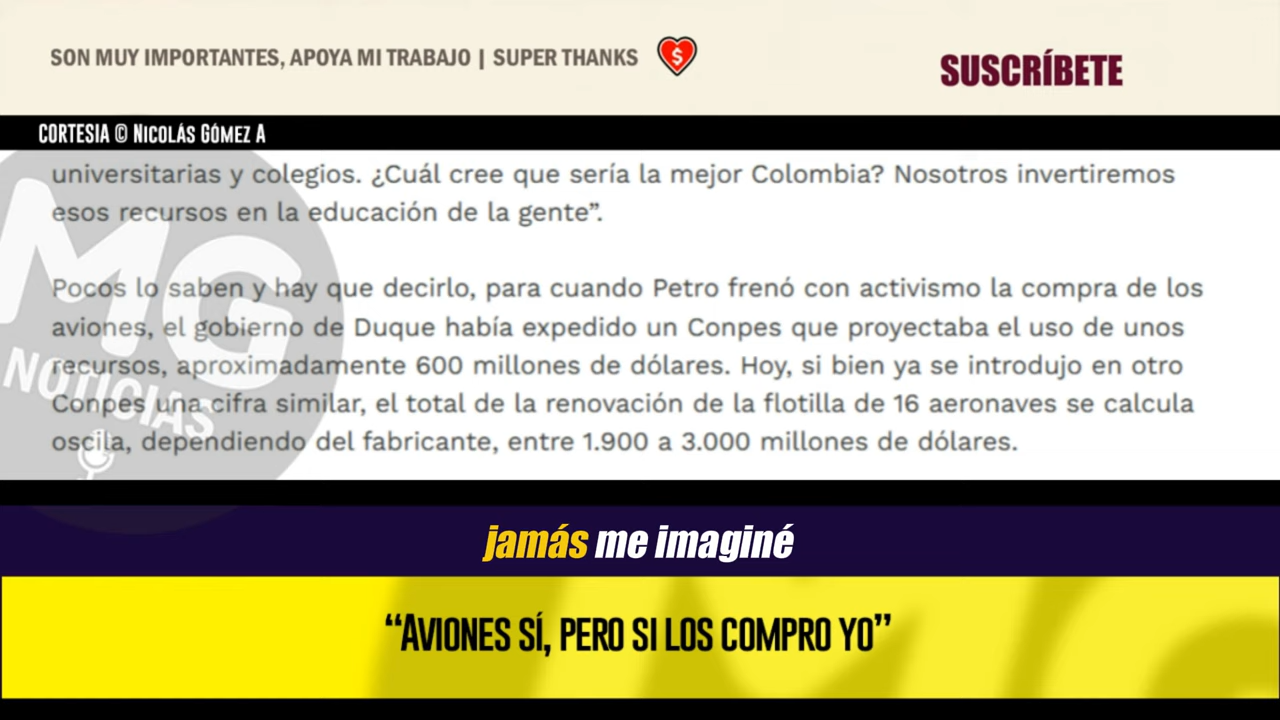 SON MUY IMPORTANTES, APOYA MI TRABAJO | SUPER THANKS
$
SUSCRÍBETE
CORTESIA © NICOLÁS GÓMEZ A
universitarias y colegios. ¿Cuál cree que sería la mejor Colombia? Nosotros invertiremos
esos recursos en la educación de la gente”.
Pocos lo saben y hay que decirlo, para cuando Petro frenó con activismo la compra de los
aviones, el gobierno de Duque había expedido un Conpes que proyectaba el uso de unos
recursos, aproximadamente 600 millones de dólares. Hoy, si bien ya se introdujo en otro
Conpes una cifra similar, el total de la renovación de la flotilla de 16 aeronaves se calcula
oscila, dependiendo del fabricante, entre 1.900 a 3.000 millones de dólares.
MG
NOTICIAS
jamás me imaginé
“AVIONES SÍ, PERO SI LOS COMPRO YO”